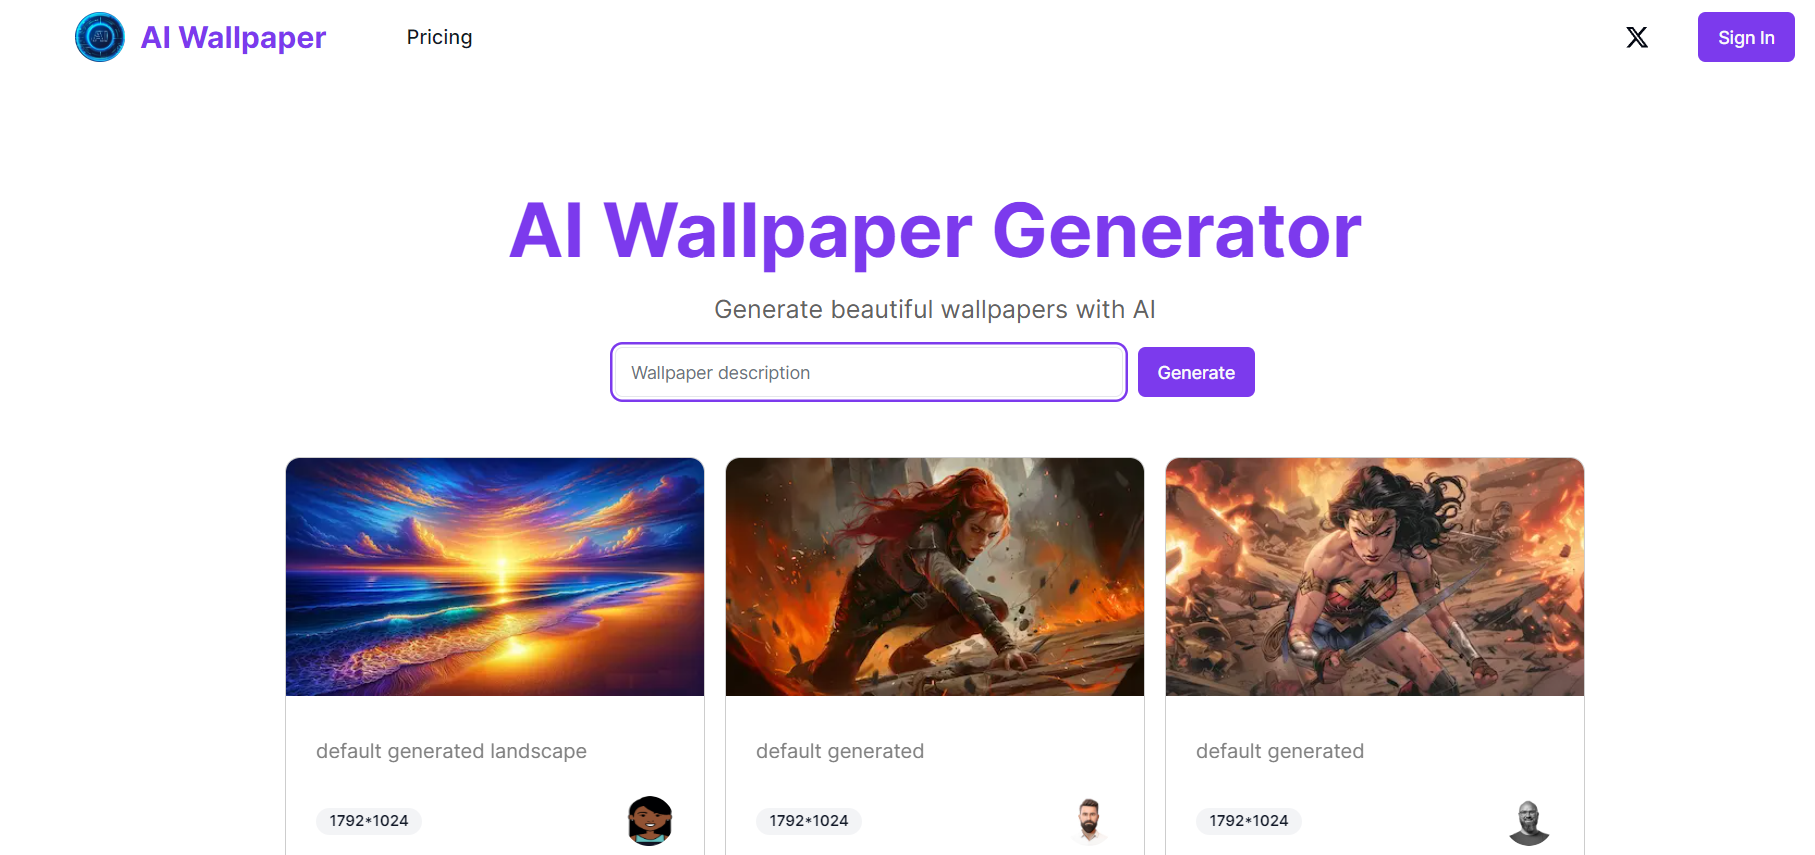 AI Wallpaper
Pricing
Sign In
AI Wallpaper Generator
Generate beautiful wallpapers with AI
Wallpaper description
Generate
default generated landscape
default generated
default generated
1792*1024
1792*1024
1792*1024